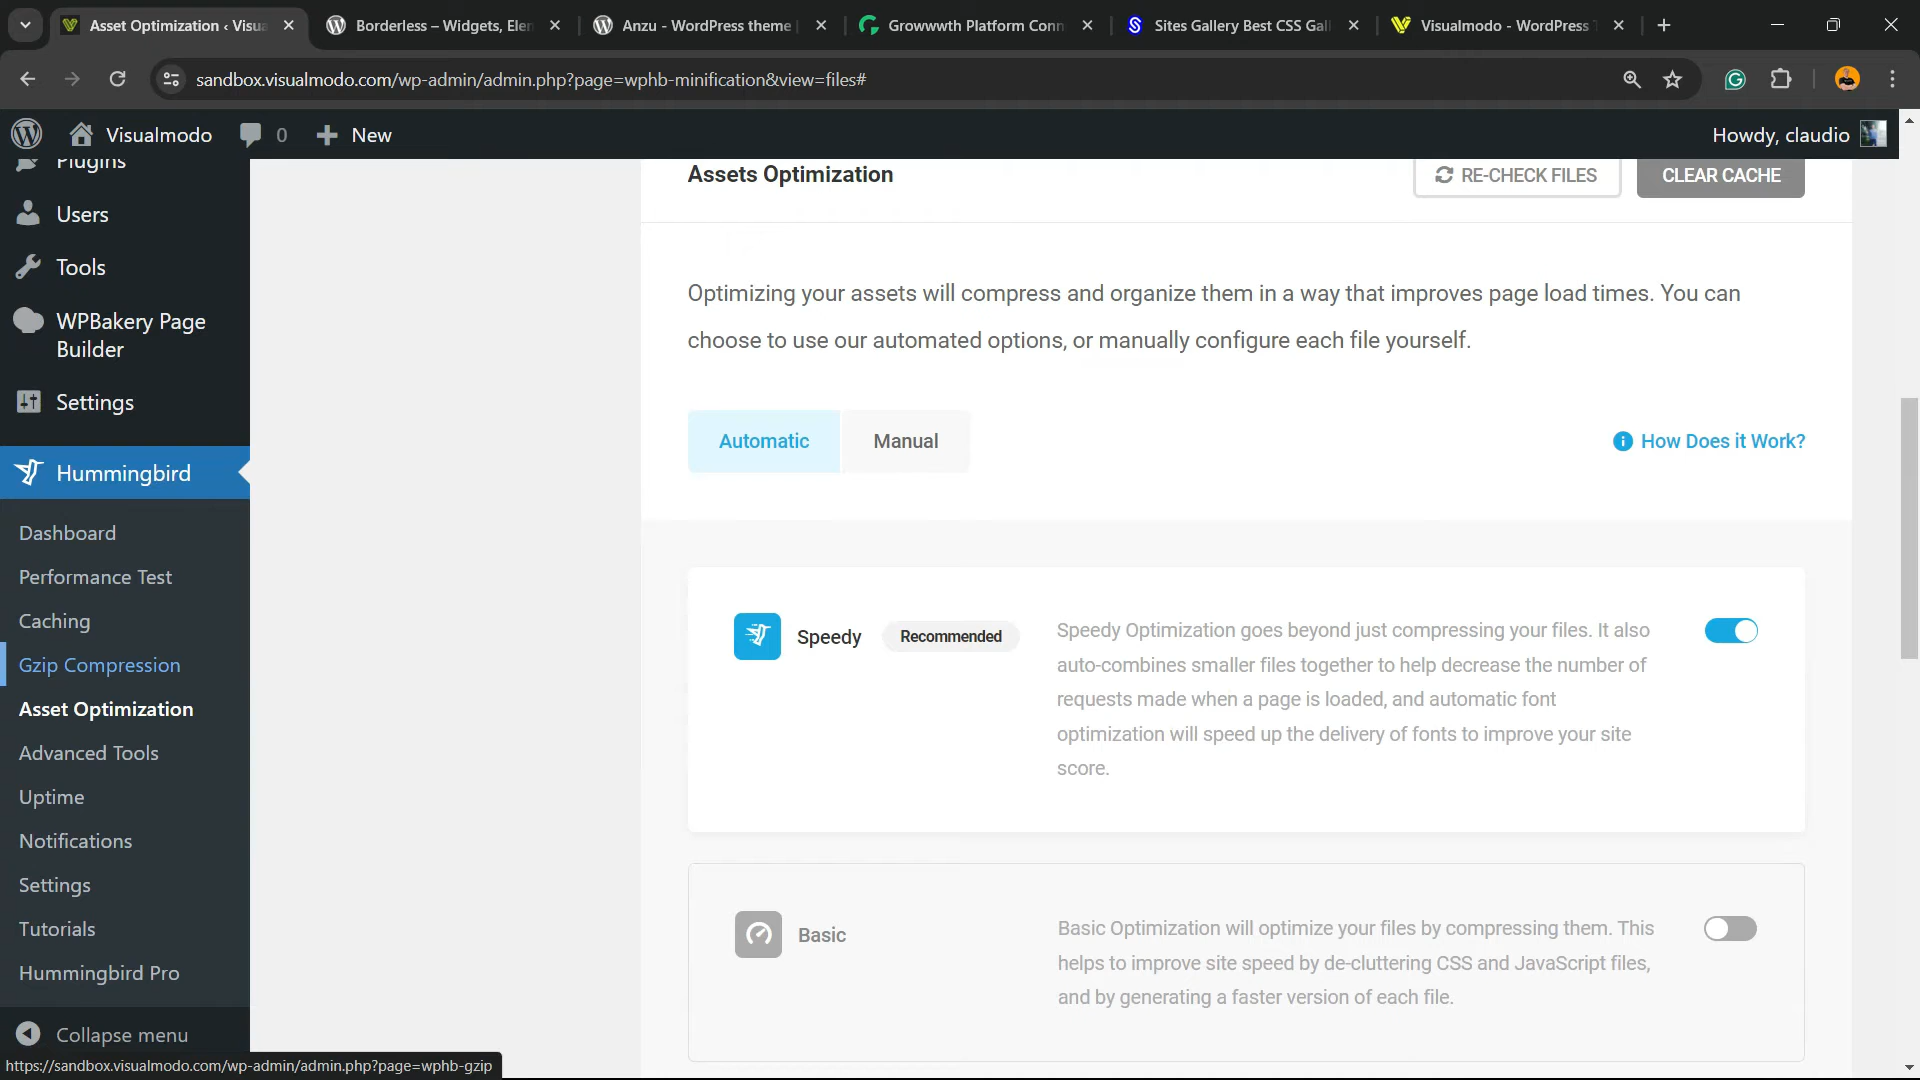 Asset Optimization ‹ Visua
Borderless – Widgets, Eler
Anzu - WordPress theme |
Growwwth Platform Conn
Sites Gallery Best CSS Gal
Visualmodo - WordPress T
sandbox.visualmodo.com/wp-admin/admin.php?page=wphb-minification&view=files#
Visualmodo
0
New
Howdy, claudio
Plugins
Users
Tools
WPBakery Page
Builder
Settings
Hummingbird
Dashboard
Performance Test
Caching
Gzip Compression
Asset Optimization
Advanced Tools
Uptime
Notifications
Settings
Tutorials
Hummingbird Pro
Collapse menu
https://sandbox.visualmodo.com/wp-admin/admin.php?page=wphb-gzip
Assets Optimization
RE-CHECK FILES
CLEAR CACHE
Optimizing your assets will compress and organize them in a way that improves page load times. You can
choose to use our automated options, or manually configure each file yourself.
Automatic
Manual
How Does it Work?
Speedy
Recommended
Speedy Optimization goes beyond just compressing your files. It also
auto-combines smaller files together to help decrease the number of
requests made when a page is loaded, and automatic font
optimization will speed up the delivery of fonts to improve your site
score.
Basic
Basic Optimization will optimize your files by compressing them. This
helps to improve site speed by de-cluttering CSS and JavaScript files,
and by generating a faster version of each file.